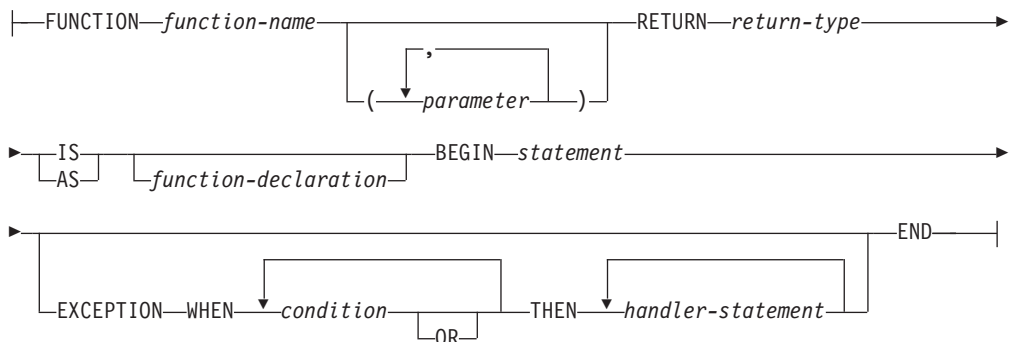 FUNCTION function-name RETURN return-type
,
( parameter )
IS BEGIN statement
AS function-declaration
END
EXCEPTION WHEN condition THEN handler-statement
OR